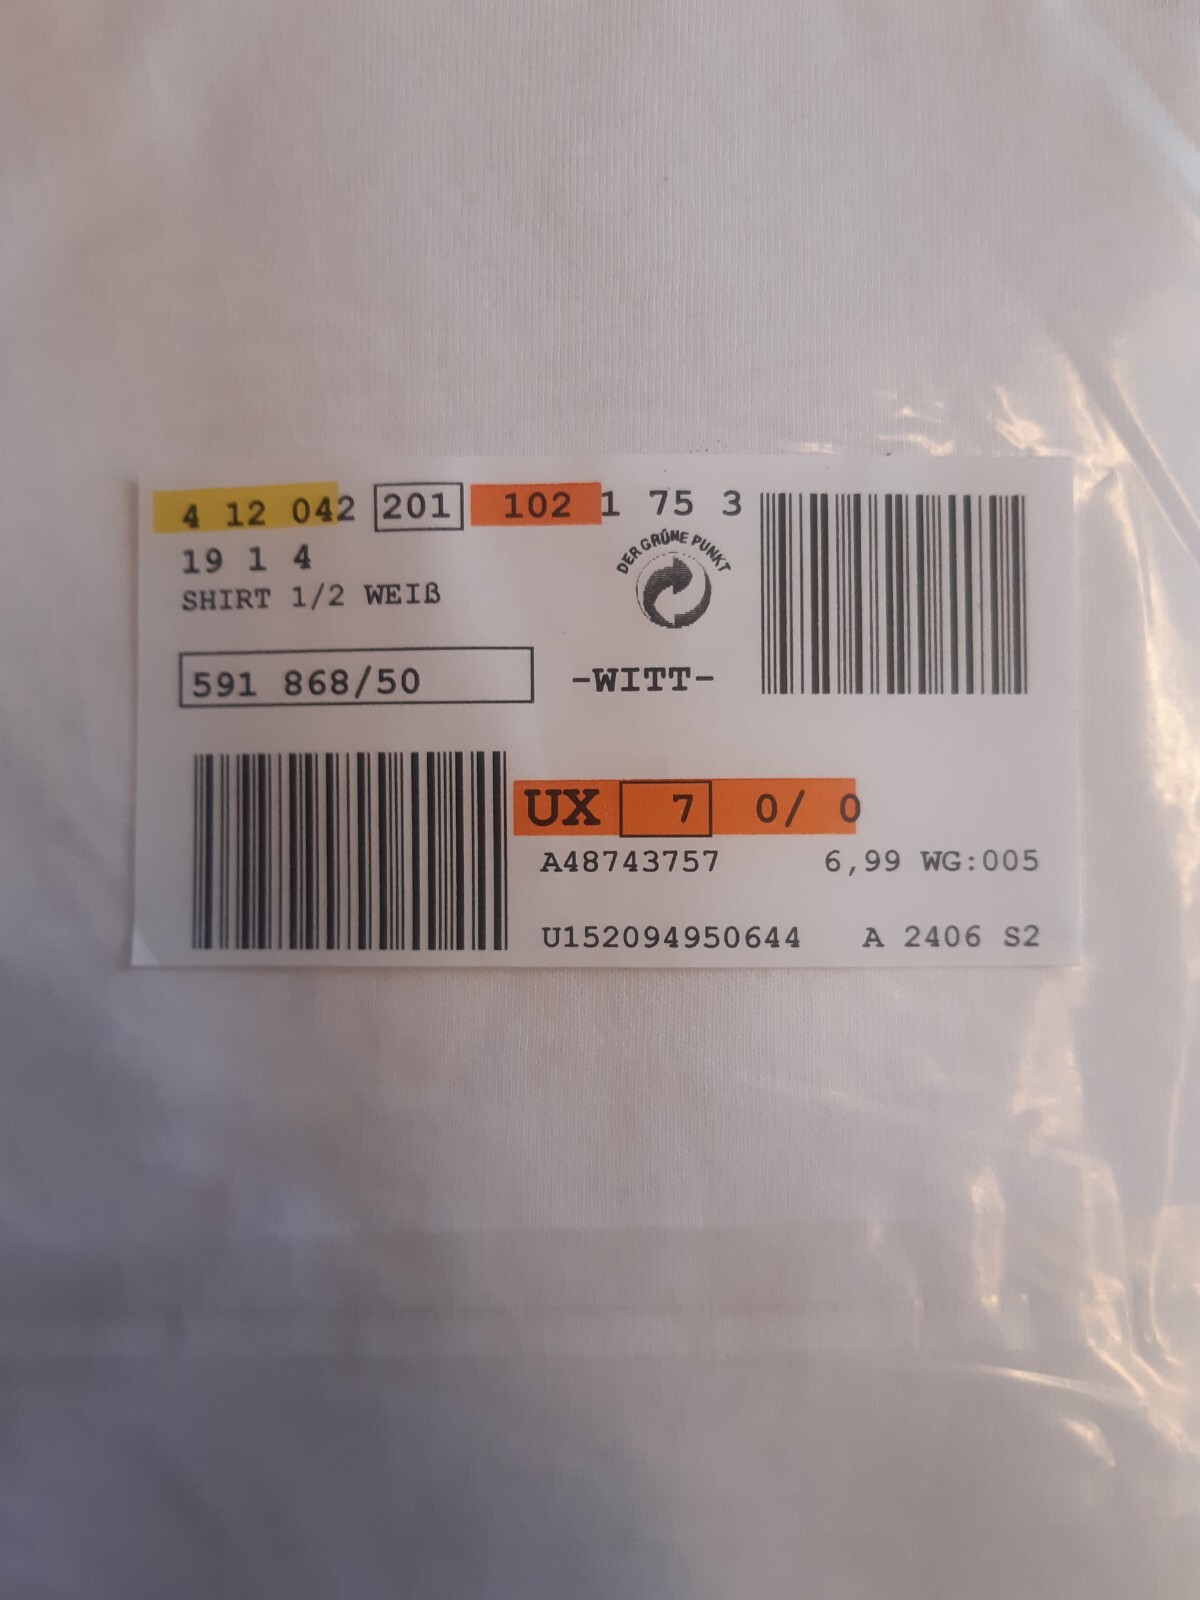 4 12 042 201 102 1 75 3
19 1 4
SHIRT 1/2 WEIß
DER GRÜNE PUNKT
591 868/50
-WITT-
UX 7 0/ 0
A48743757 6,99 WG:005
U152094950644 A 2406 S2